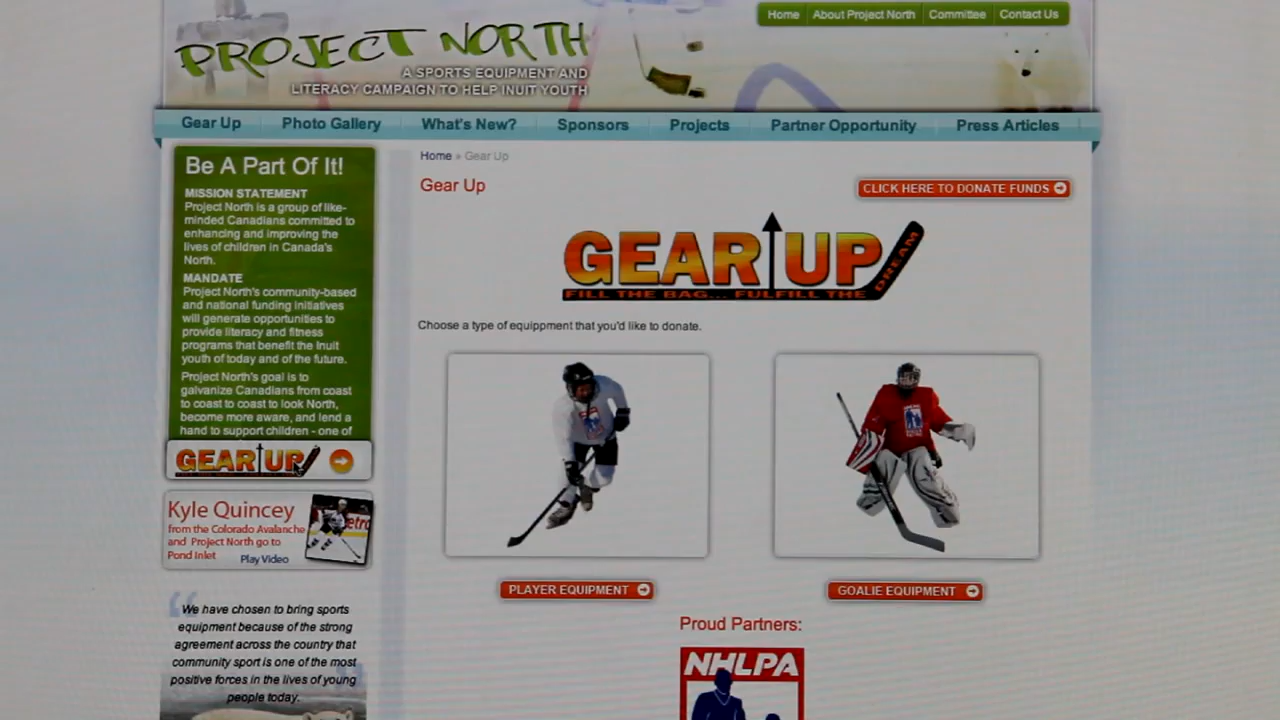 PROJECT NORTH
A SPORTS EQUIPMENT AND
LITERACY CAMPAIGN TO HELP INUIT YOUTH
Home About Project North Committee Contact Us
Gear Up Photo Gallery What's New? Sponsors Projects Partner Opportunity Press Articles
Be A Part Of It!
MISSION STATEMENT
Project North is a group of like-
minded Canadians committed to
enhancing and improving the
lives of children in Canada's
North.
MANDATE
Project North's community-based
and national funding initiatives
will generate opportunities to
provide literacy and fitness
programs that benefit the Inuit
youth of today and of the future.
Project North's goal is to
galvanize Canadians from coast
to coast to coast to look North,
become more aware, and lend a
hand to support children - one of
GEAR UP
Kyle Quincey
from the Colorado Avalanche
and Project North go to
Pond Inlet Play Video
We have chosen to bring sports
equipment because of the strong
agreement across the country that
community sport is one of the most
positive forces in the lives of young
people today.
Home » Gear Up
Gear Up
CLICK HERE TO DONATE FUNDS
GEAR UP
FILL THE BAG... FULFILL THE DREAM
Choose a type of equippment that you'd like to donate.
PLAYER EQUIPMENT
GOALIE EQUIPMENT
Proud Partners:
NHLPA